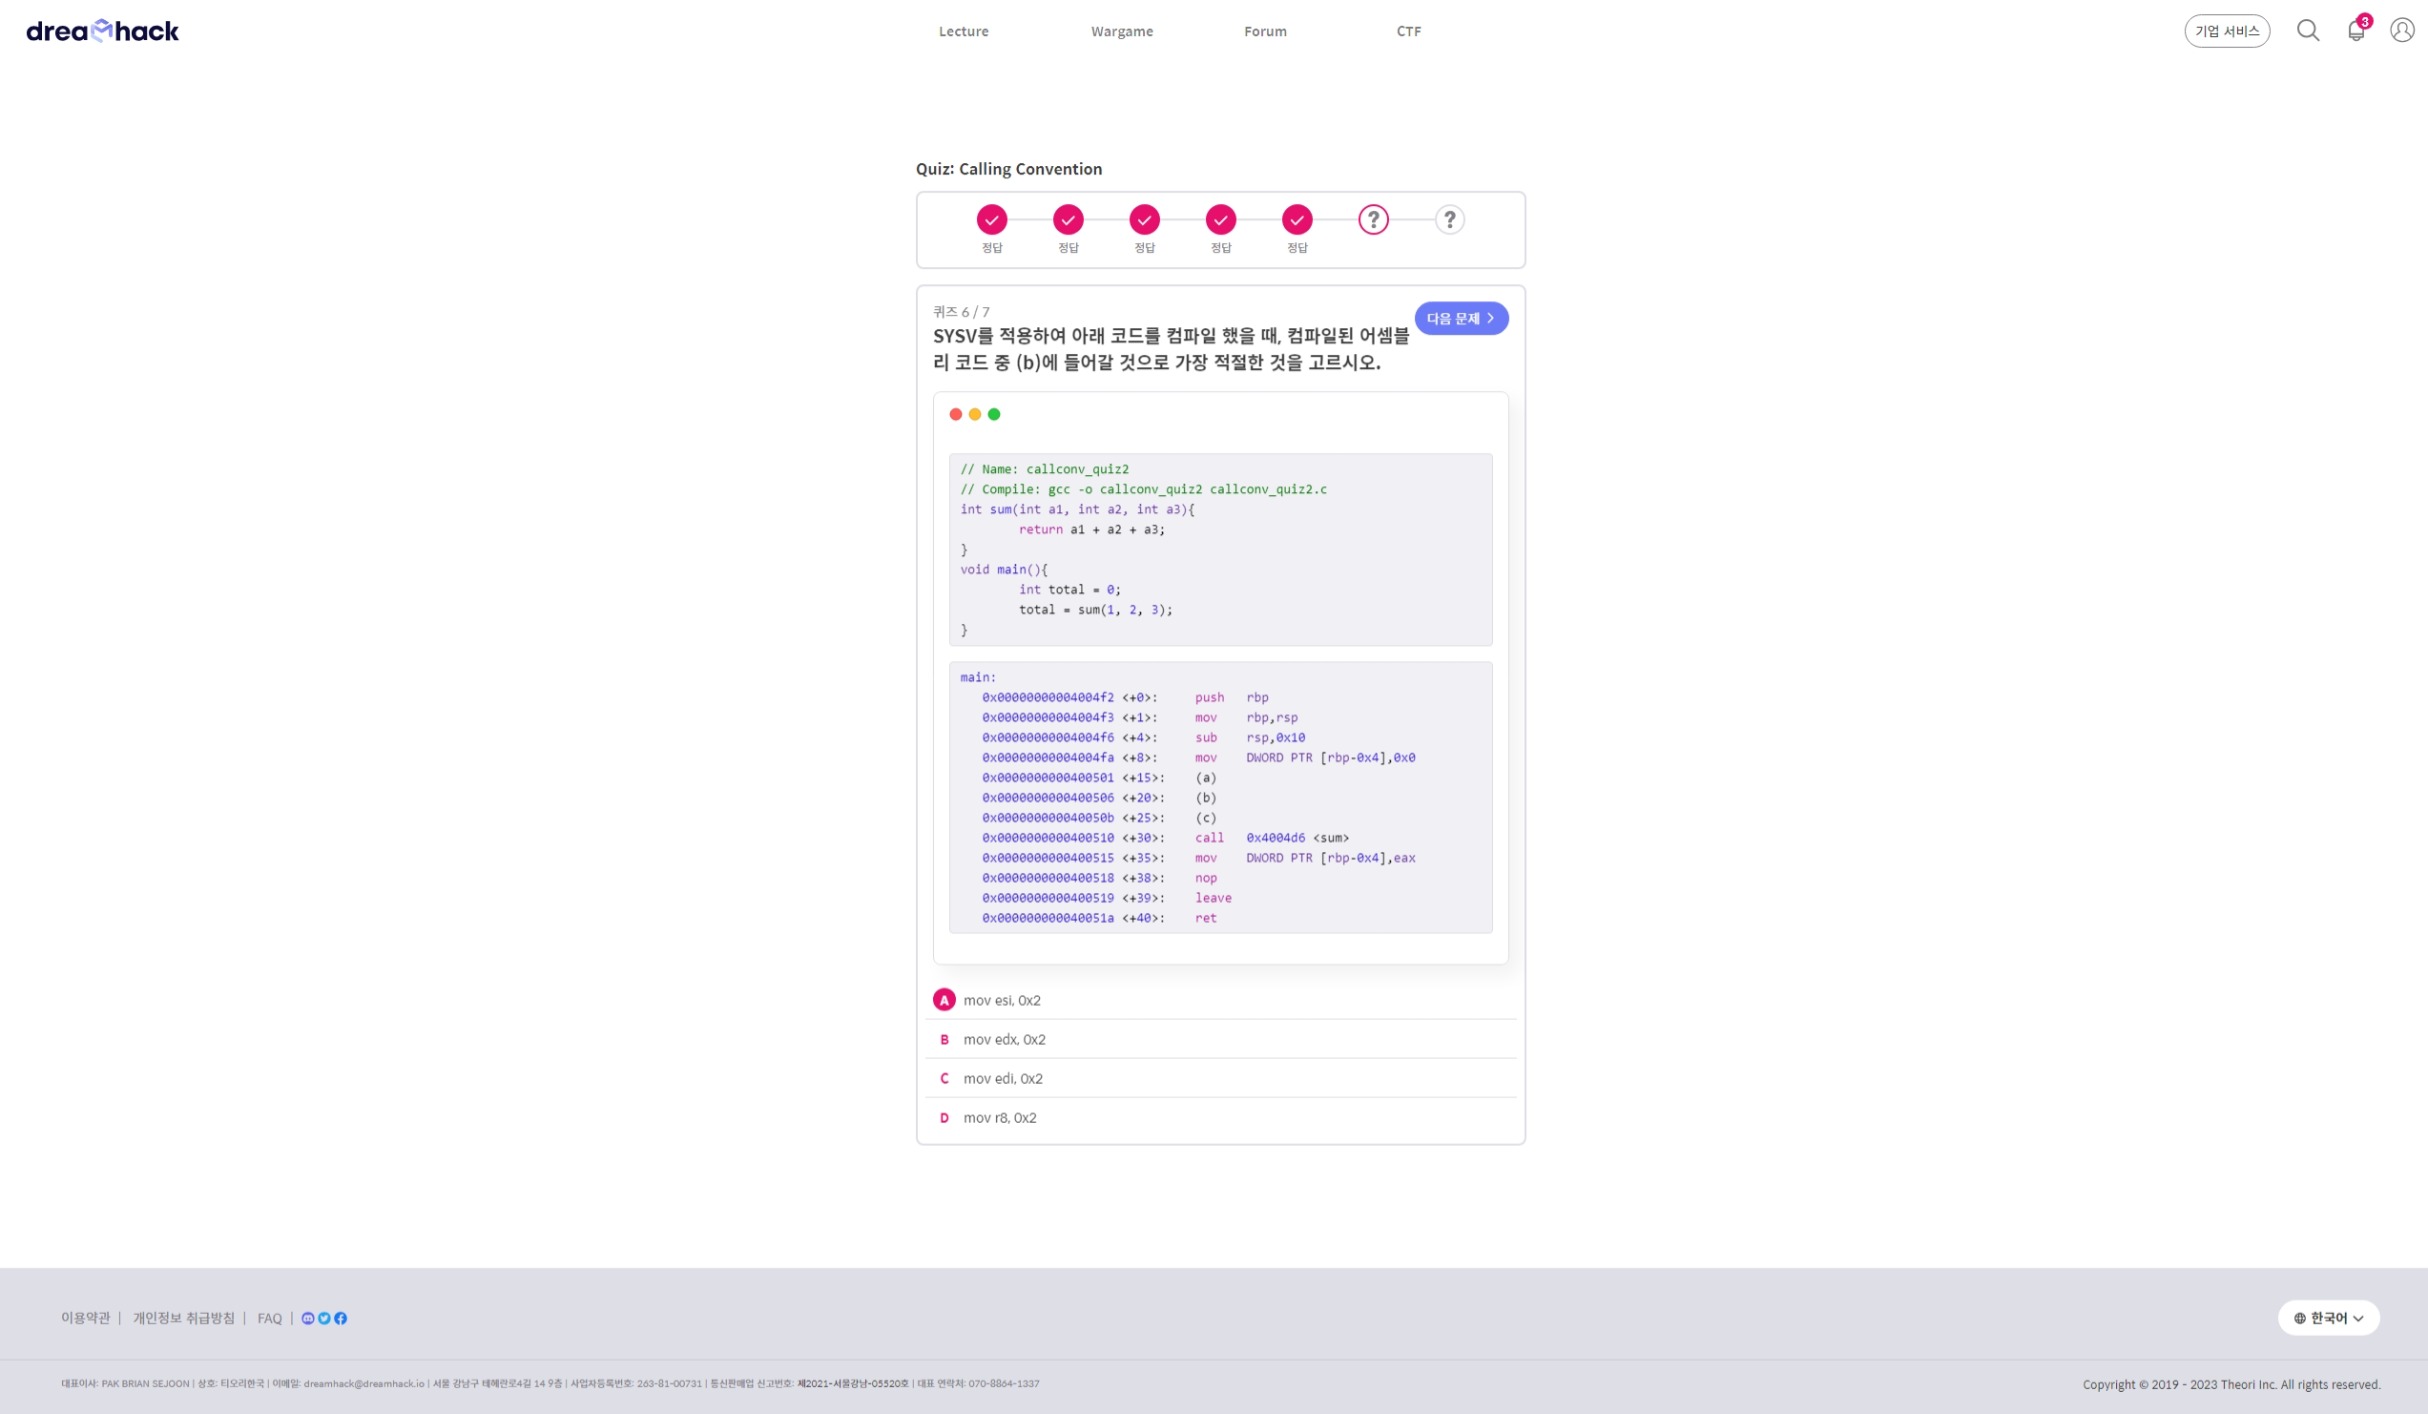 dreamhack
Lecture Wargame Forum CTF
기업 서비스
3
Quiz: Calling Convention
? ?
정답 정답 정답 정답 정답
퀴즈 6 / 7
다음 문제
SYSV를 적용하여 아래 코드를 컴파일 했을 때, 컴파일된 어셈블
리 코드 중 (b)에 들어갈 것으로 가장 적절한 것을 고르시오.
// Name: callconv_quiz2
// Compile: gcc -o callconv_quiz2 callconv_quiz2.c
int sum(int a1, int a2, int a3){
return a1 + a2 + a3;
}
void main(){
int total = 0;
total = sum(1, 2, 3);
}
main:
0x00000000004004f2 <+0>: push rbp
0x00000000004004f3 <+1>: mov rbp,rsp
0x00000000004004f6 <+4>: sub rsp,0x10
0x00000000004004fa <+8>: mov DWORD PTR [rbp-0x4],0x0
0x0000000000400501 <+15>: (a)
0x0000000000400506 <+20>: (b)
0x000000000040050b <+25>: (c)
0x0000000000400510 <+30>: call 0x4004d6 <sum>
0x0000000000400515 <+35>: mov DWORD PTR [rbp-0x4],eax
0x0000000000400518 <+38>: nop
0x0000000000400519 <+39>: leave
0x000000000040051a <+40>: ret
A mov esi, 0x2
B mov edx, 0x2
C mov edi, 0x2
D mov r8, 0x2
이용약관 | 개인정보 취급방침 | FAQ |
한국어
대표이사: PAK BRIAN SEJOON | 상호: 티오리한국 | 이메일: dreamhack@dreamhack.io | 서울 강남구 테헤란로4길 14 9층 | 사업자등록번호: 263-81-00731 | 통신판매업 신고번호: 제2021-서울강남-05520호 | 대표 연락처: 070-8864-1337
Copyright © 2019 - 2023 Theori Inc. All rights reserved.